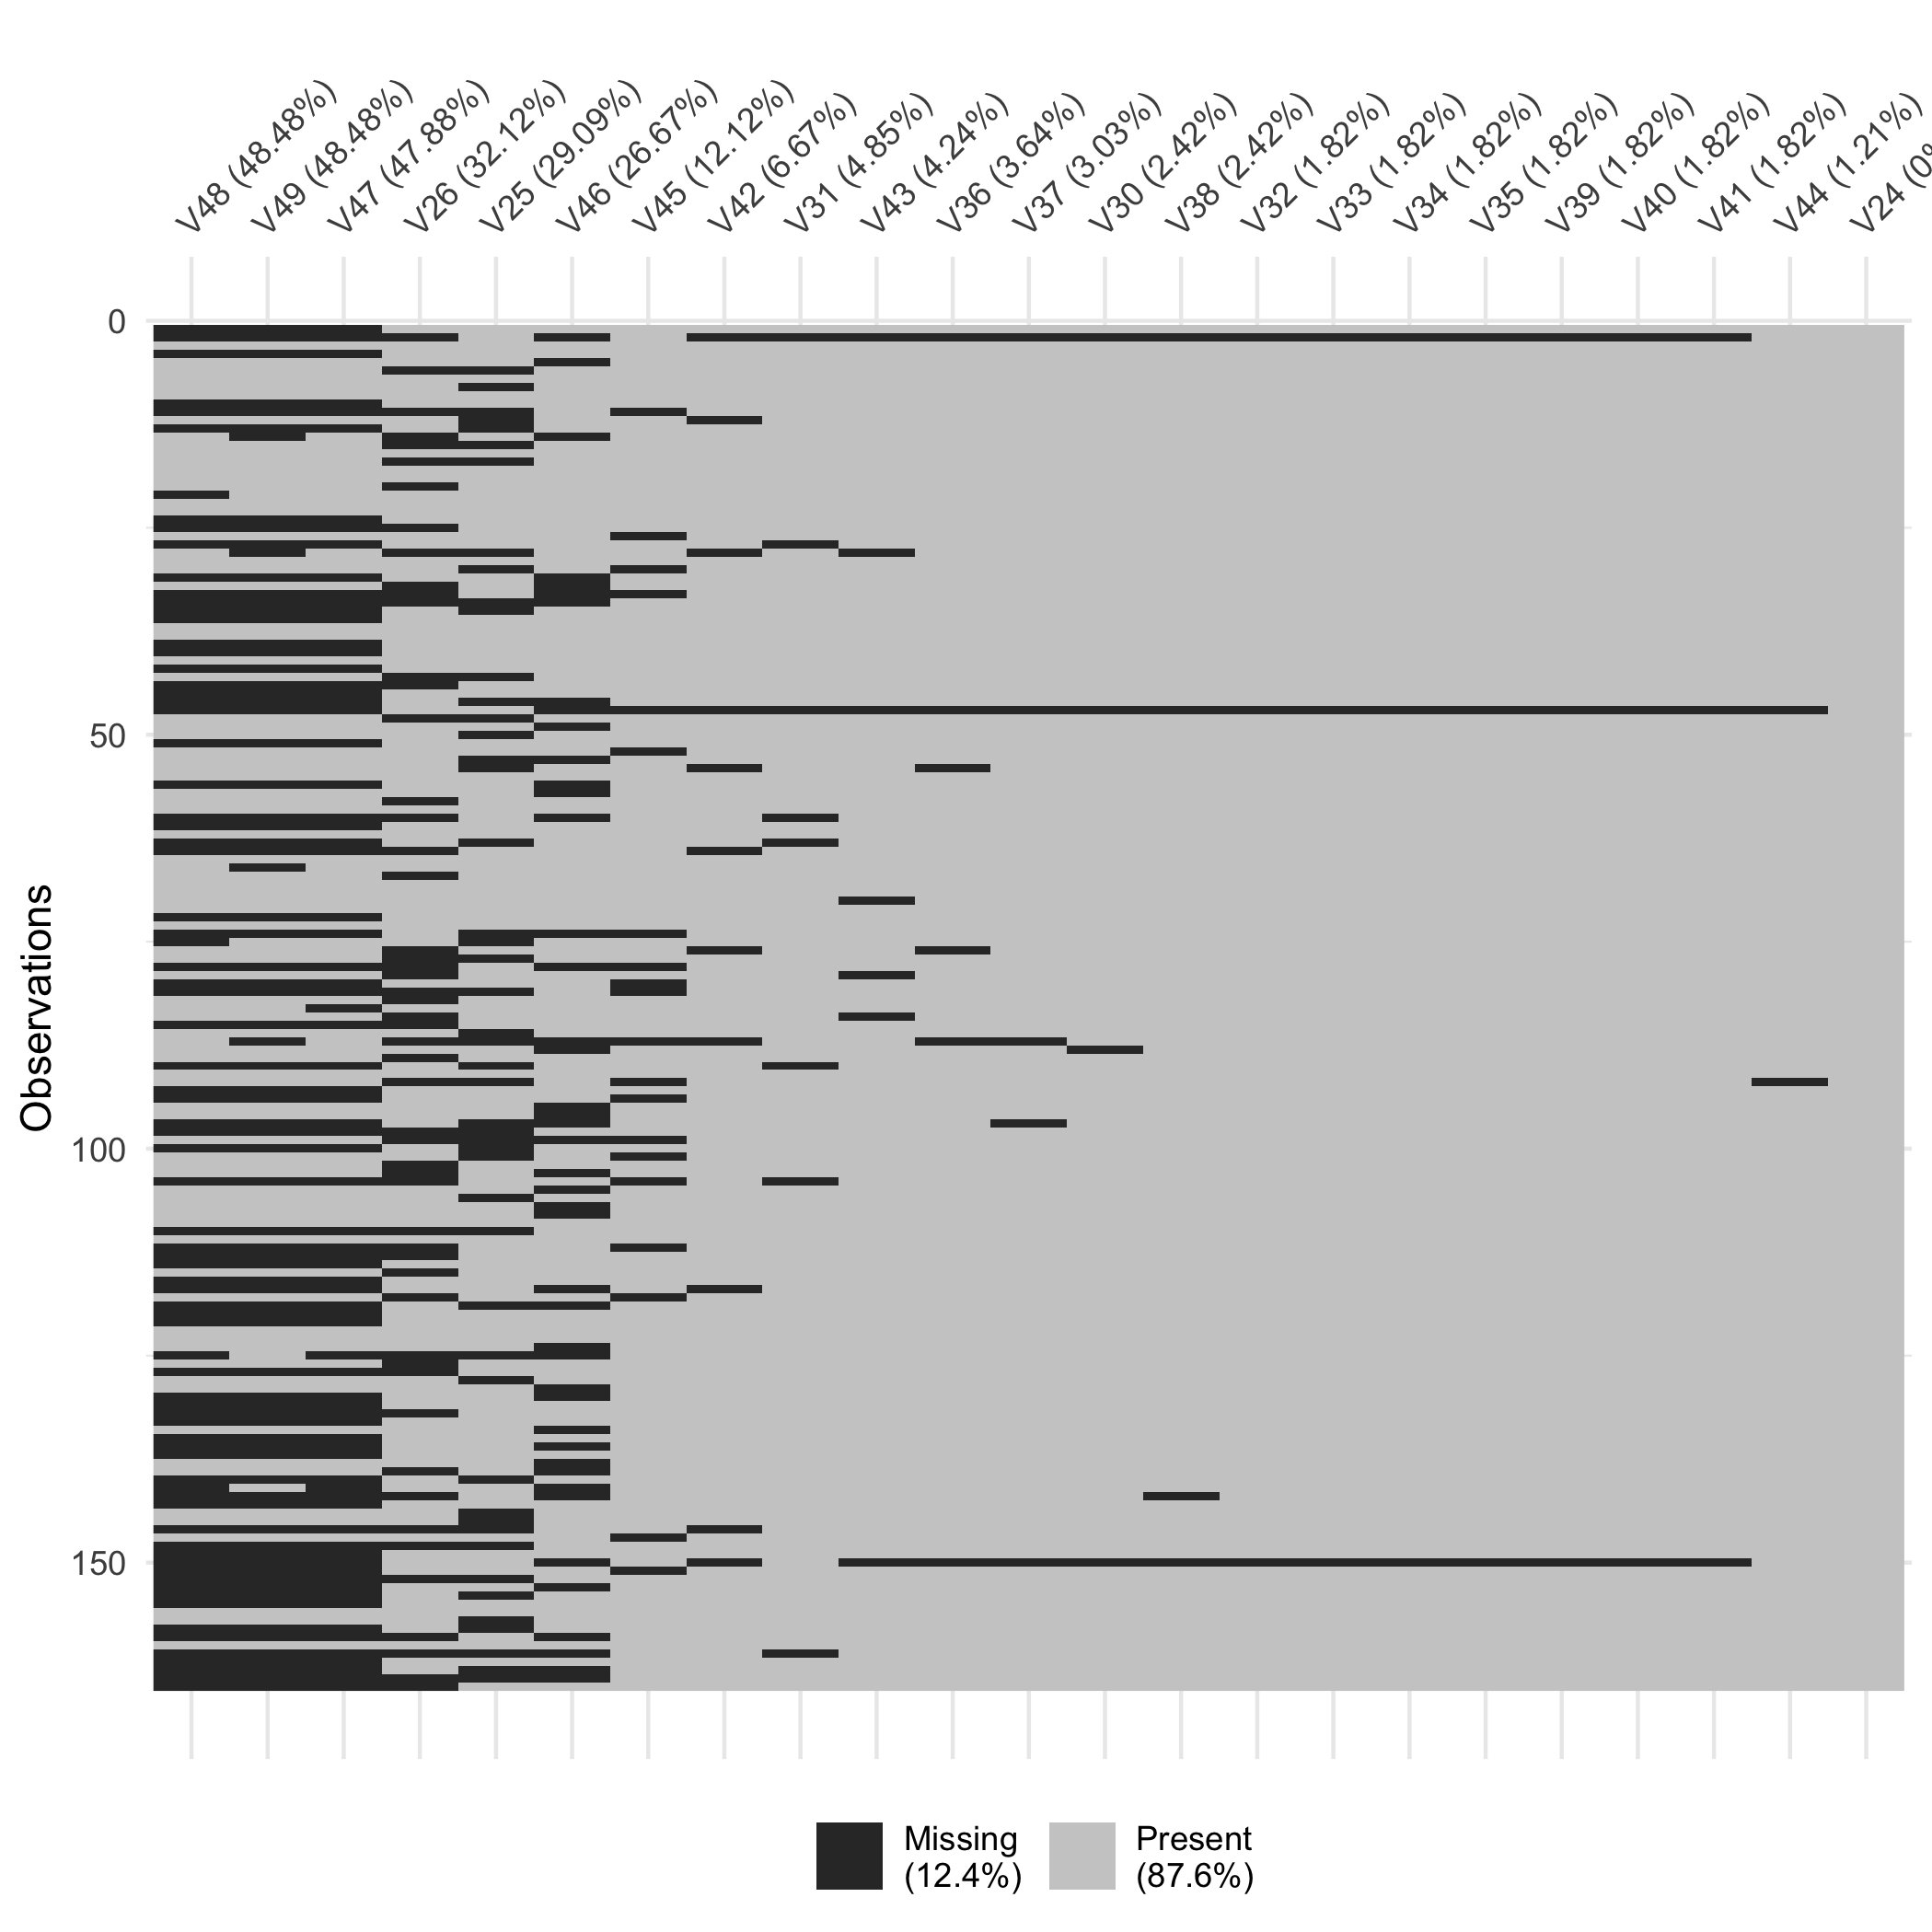 V48 (48.48%)
V49 (48.48%)
V47 (47.88%)
V26 (32.12%)
V25 (29.09%)
V46 (26.67%)
V45 (12.12%)
V42 (6.67%)
V31 (4.85%)
V43 (4.24%)
V36 (3.64%)
V37 (3.03%)
V30 (2.42%)
V38 (2.42%)
V32 (1.82%)
V33 (1.82%)
V34 (1.82%)
V35 (1.82%)
V39 (1.82%)
V40 (1.82%)
V41 (1.82%)
V44 (1.21%)
V24 (0%
0
50
100
150
Observations
Missing
(12.4%)
Present
(87.6%)